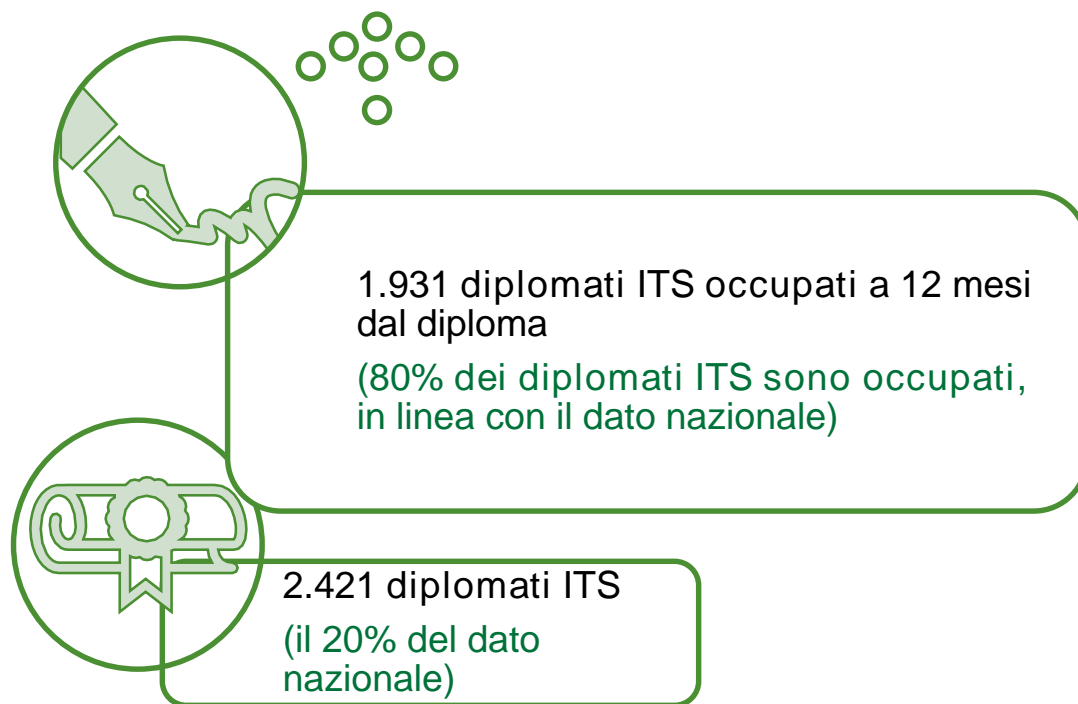 1.931 diplomati ITS occupati a 12 mesi
dal diploma
(80% dei diplomati ITS sono occupati,
in linea con il dato nazionale)
2.421 diplomati ITS
(il 20% del dato
nazionale)